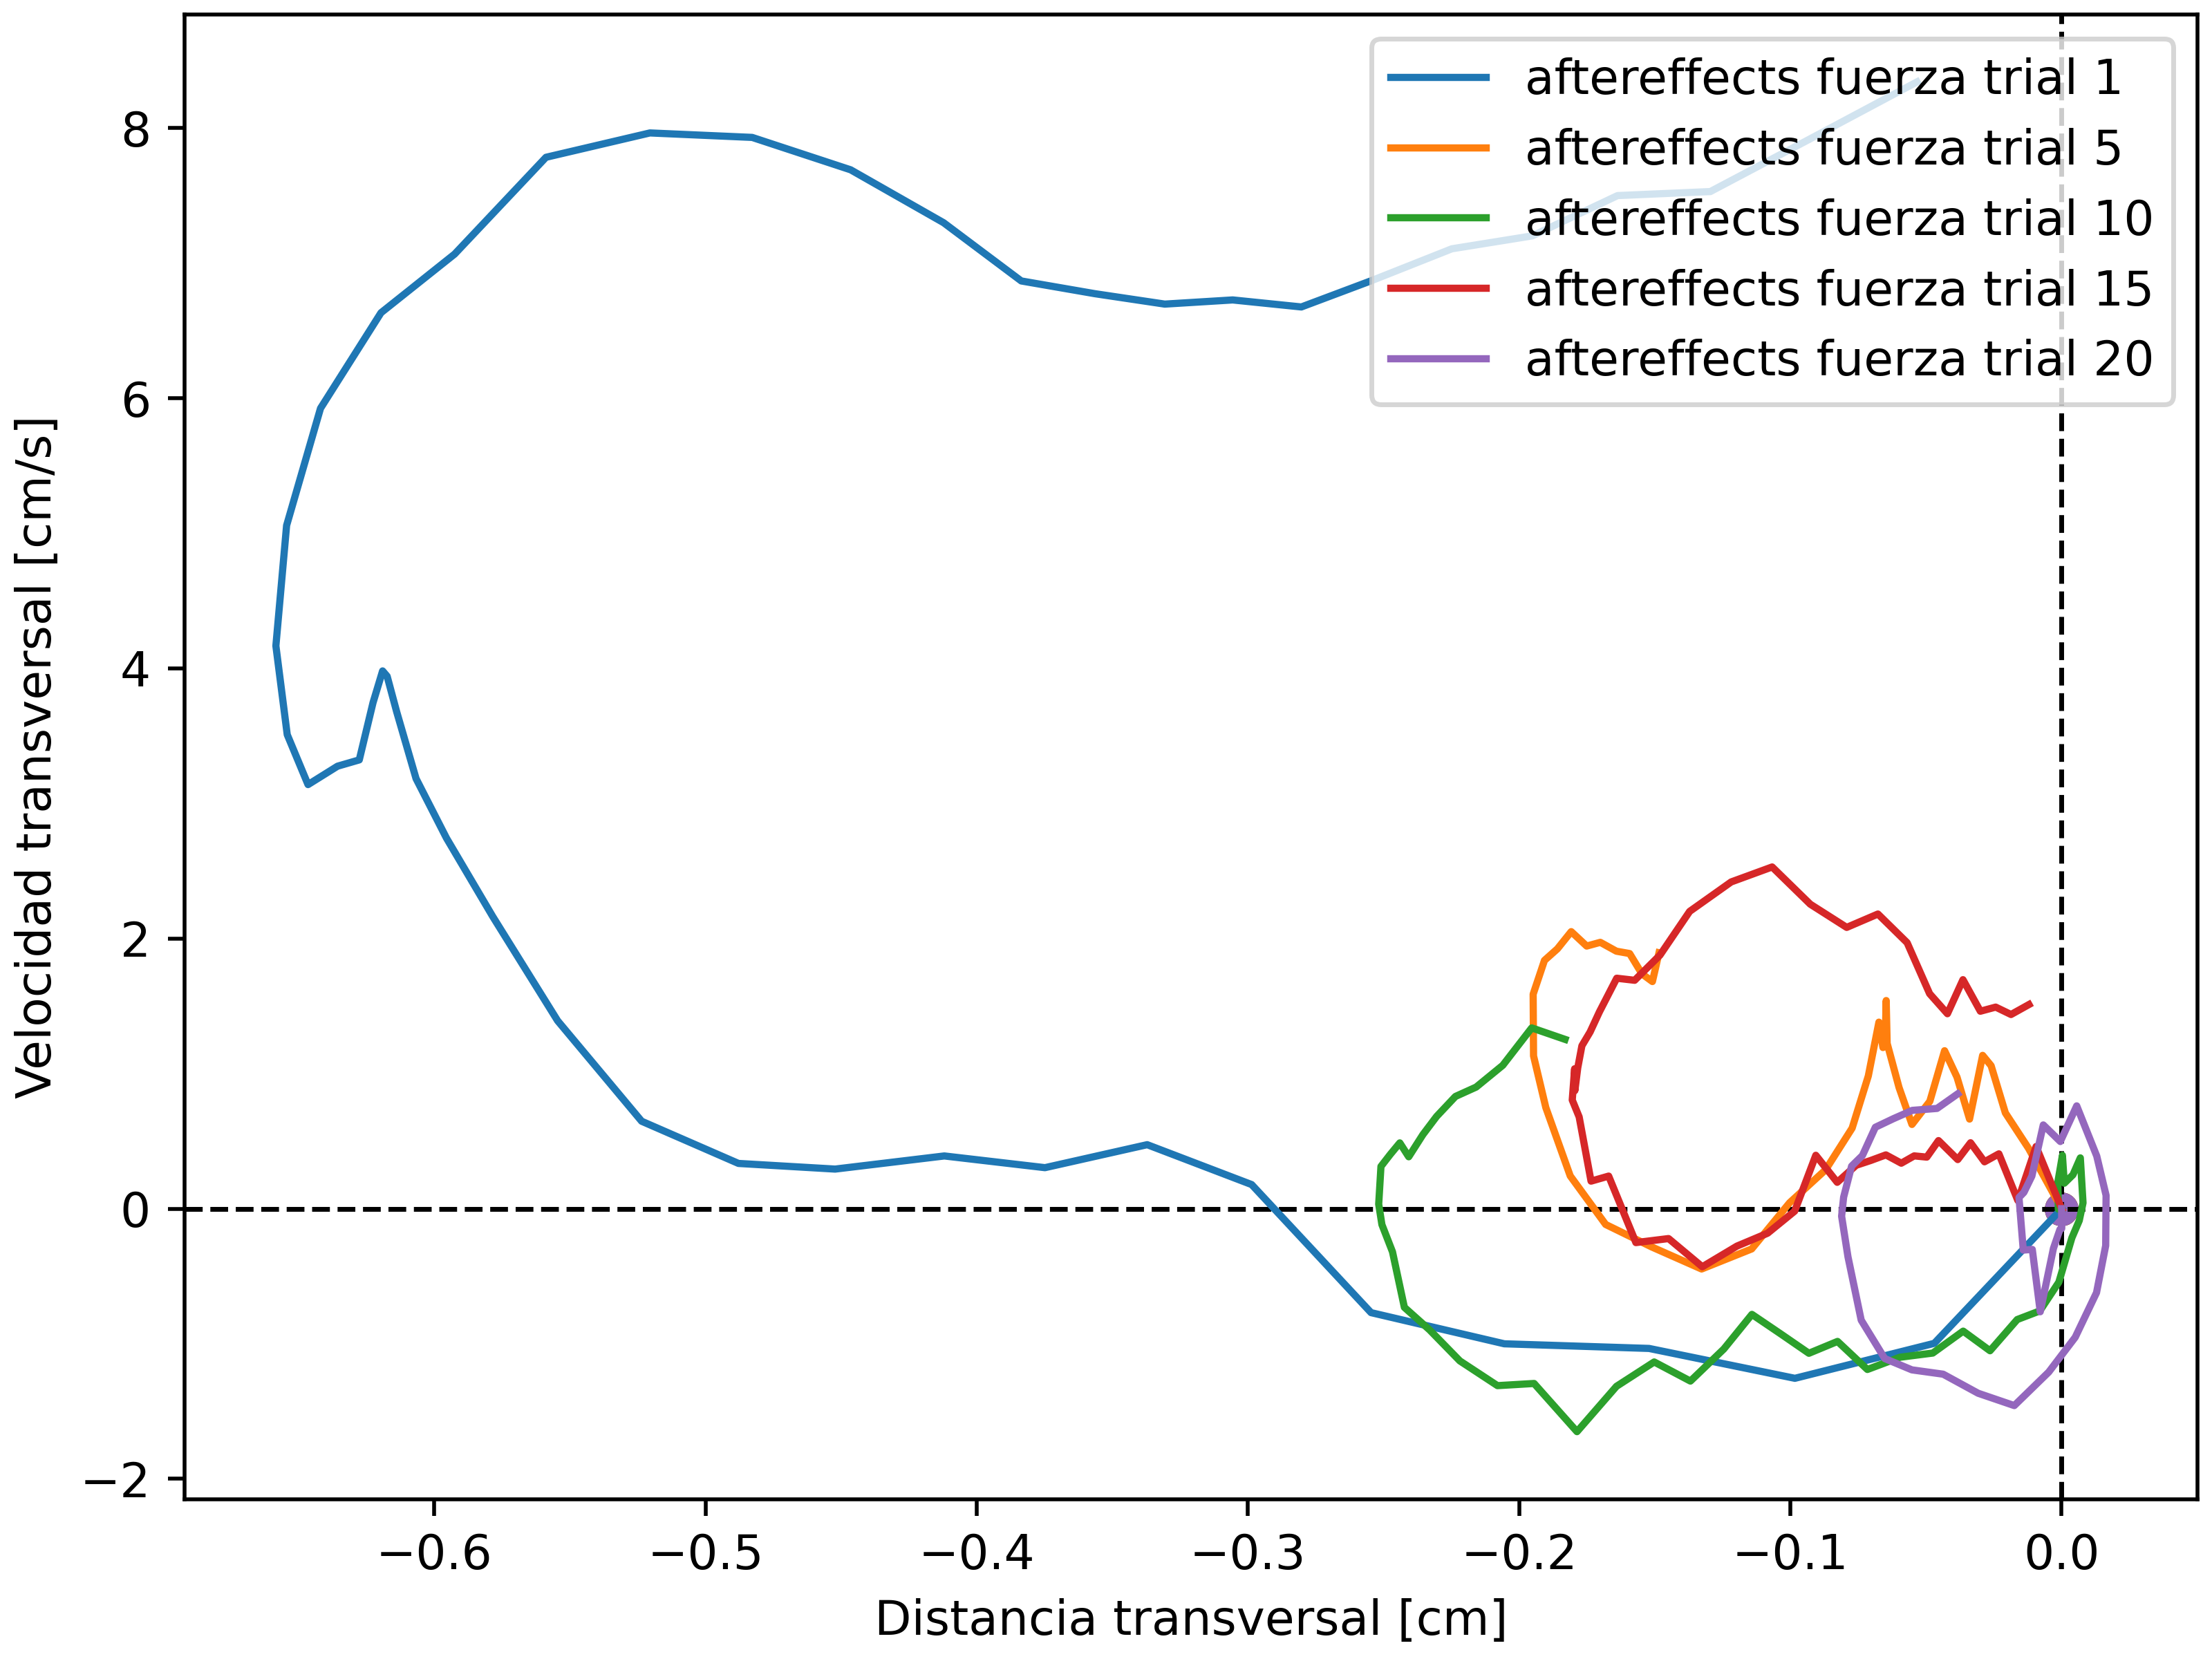 aftereffects fuerza trial 1
aftereffects fuerza trial 5
aftereffects fuerza trial 10
aftereffects fuerza trial 15
aftereffects fuerza trial 20
Velocidad transversal [cm/s]
8
6
4
2
0
−2
−0.6 −0.5 −0.4 −0.3 −0.2 −0.1 0.0
Distancia transversal [cm]